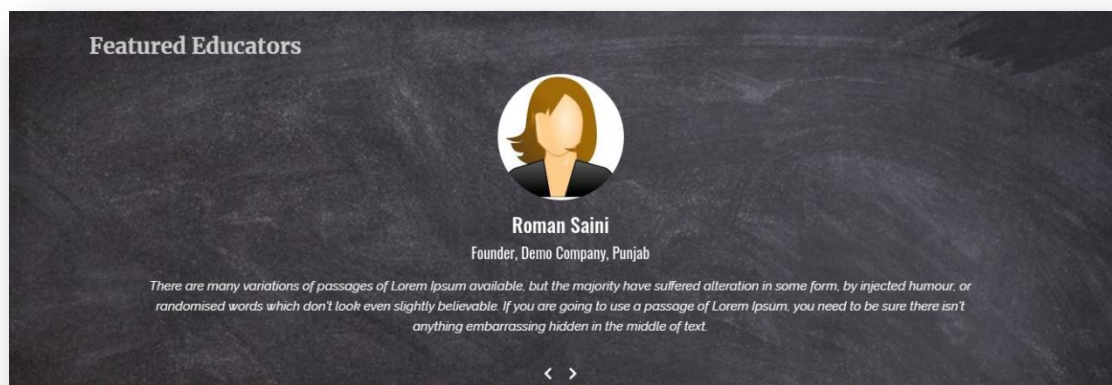 Featured Educators
Roman Saini
Founder, Demo Company, Punjab
There are many variations of passages of Lorem Ipsum available, but the majority have suffered alteration in some form, by injected humour, or
randomised words which don't look even slightly believable. If you are going to use a passage of Lorem Ipsum, you need to be sure there isn't
anything embarrassing hidden in the middle of text.